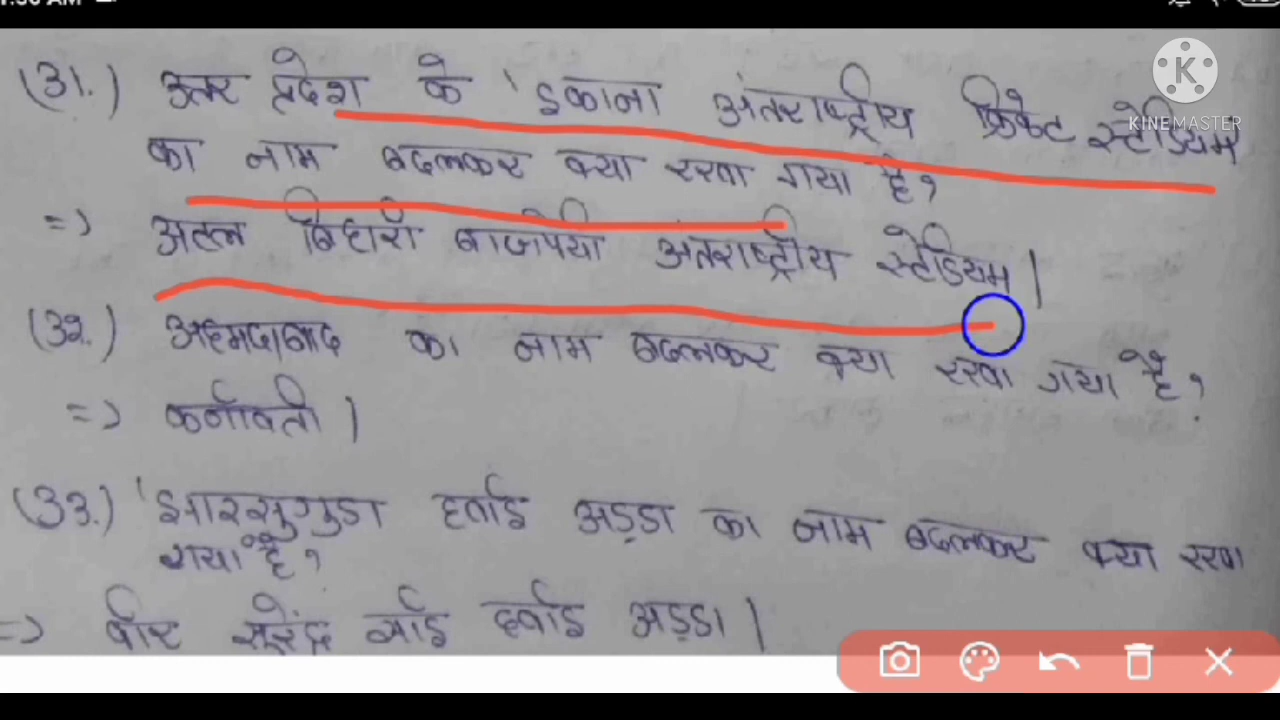 (31.) उत्तर प्रदेश के 'इकाना अंतराष्ट्रीय क्रिकेट स्टेडियम
का नाम बदलकर क्या रखा गया है?
=> अटल बिहारी बाजपेयी अंतराष्ट्रीय स्टेडियम |
(32.) अहमदाबाद का नाम बदलकर क्या रखा गया है?
=> कर्नावती |
(33.) 'झारसुगुडा हवाई अड्डा का नाम बदलकर क्या रखा
गया है?
=> वीर सुरेंद्र साई हवाई अड्डा |
K
KINEMASTER